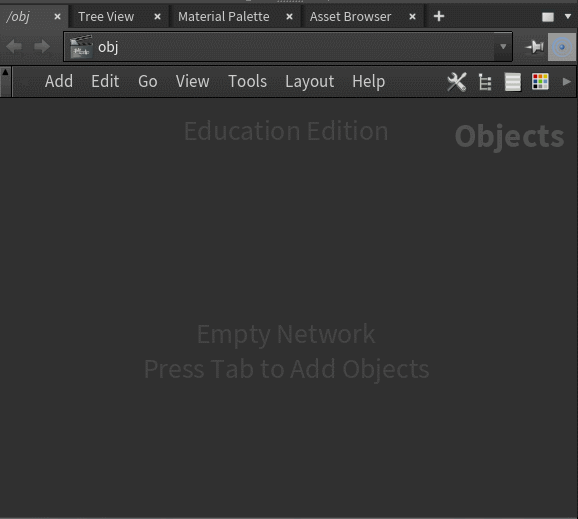 /obj Tree View Material Palette Asset Browser
obj
Add Edit Go View Tools Layout Help
Education Edition
Objects
Empty Network
Press Tab to Add Objects